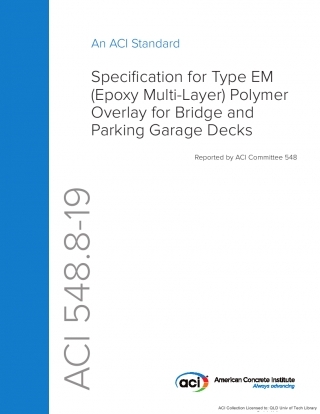 An ACI Standard
Specification for Type EM
(Epoxy Multi-Layer) Polymer
Overlay for Bridge and
Parking Garage Decks
Reported by ACI Committee 548
ACI 548.8-19
aci
American Concrete Institute
Always advancing
ACI Collection Licensed to: QLD Univ of Tech Library